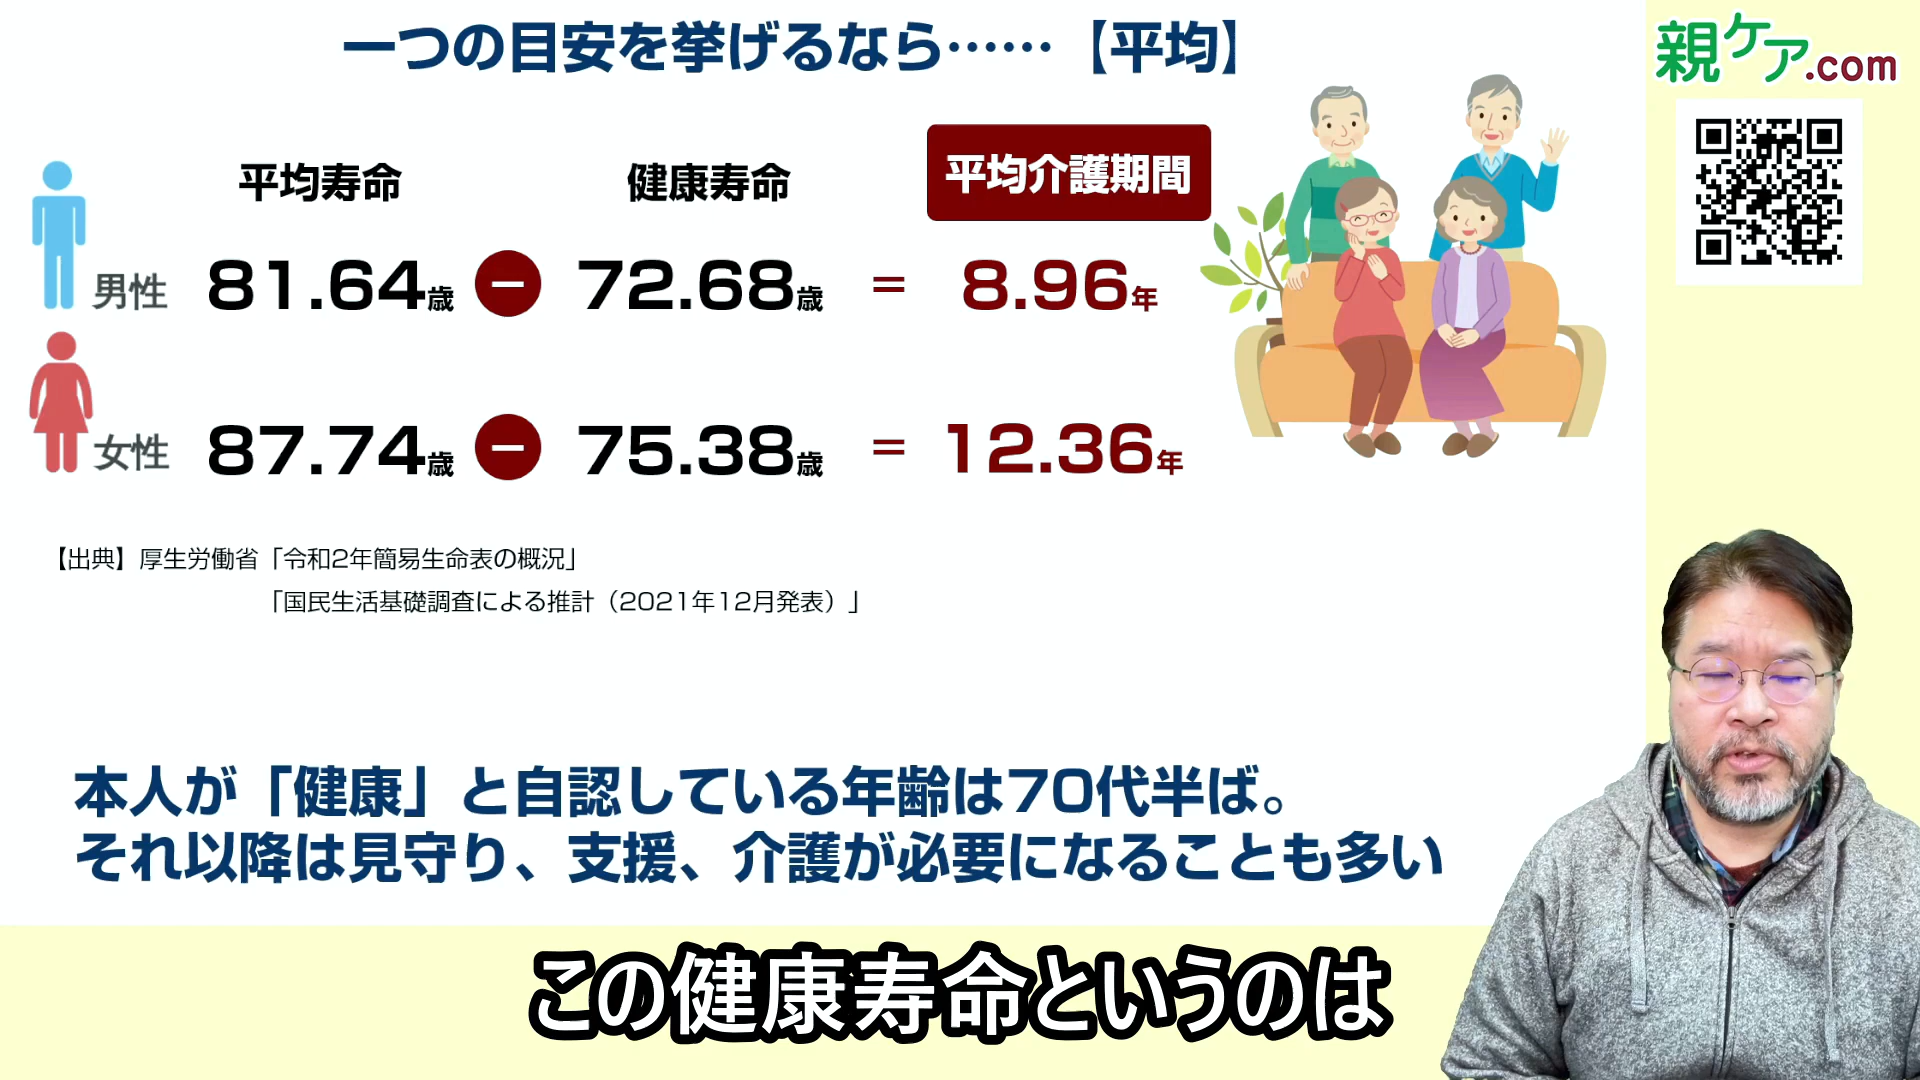 一つの目安を挙げるなら……【平均】
親ケア.com
平均寿命 健康寿命 平均介護期間
男性 81.64歳 − 72.68歳 = 8.96年
女性 87.74歳 − 75.38歳 = 12.36年
【出典】厚生労働省「令和2年簡易生命表の概況」
「国民生活基礎調査による推計（2021年12月発表）」
本人が「健康」と自認している年齢は70代半ば。
それ以降は見守り、支援、介護が必要になることも多い
この健康寿命というのは